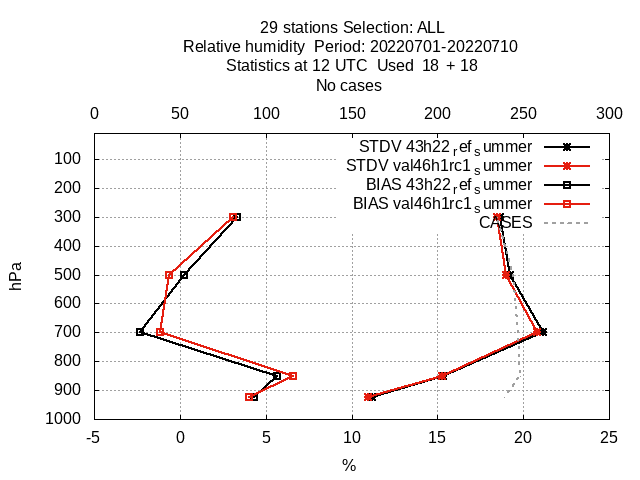 29 stations Selection: ALL
Relative humidity  Period: 20220701-20220710
Statistics at 12 UTC  Used  18  + 18
No cases
0 50 100 150 200 250 300
STDV 43h22_ref_summer
STDV val46h1rc1_summer
BIAS 43h22_ref_summer
BIAS val46h1rc1_summer
CASES
100
200
300
400
500
600
700
800
900
1000
hPa
-5 0 5 10 15 20 25
%